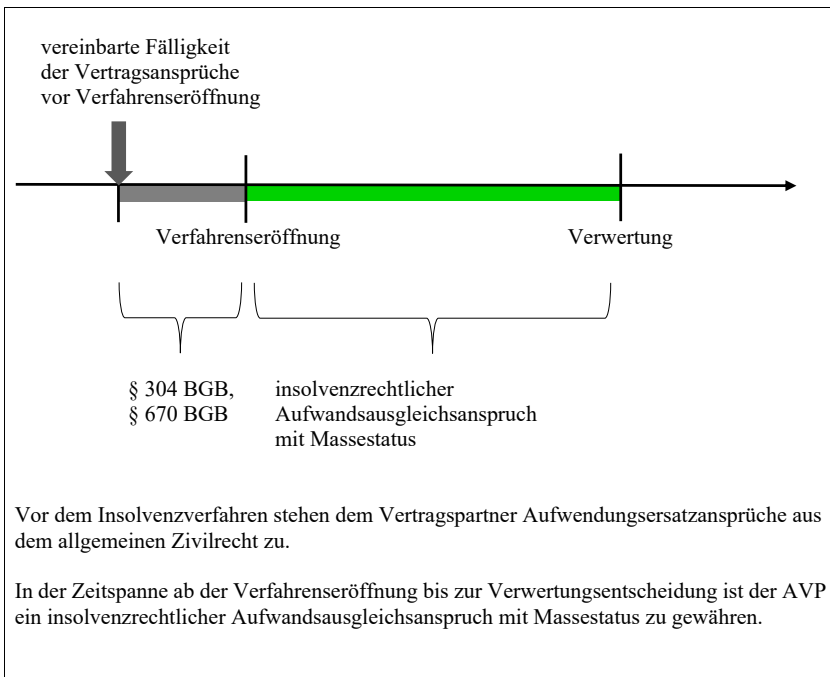 vereinbarte Fälligkeit
der Vertragsansprüche
vor Verfahrenseröffnung
Verfahrenseröffnung
Verwertung
§ 304 BGB,
§ 670 BGB
insolvenzrechtlicher
Aufwandsausgleichsanspruch
mit Massestatus
Vor dem Insolvenzverfahren stehen dem Vertragspartner Aufwendungsersatzansprüche aus
dem allgemeinen Zivilrecht zu.
In der Zeitspanne ab der Verfahrenseröffnung bis zur Verwertungsentscheidung ist der AVP
ein insolvenzrechtlicher Aufwandsausgleichsanspruch mit Massestatus zu gewähren.